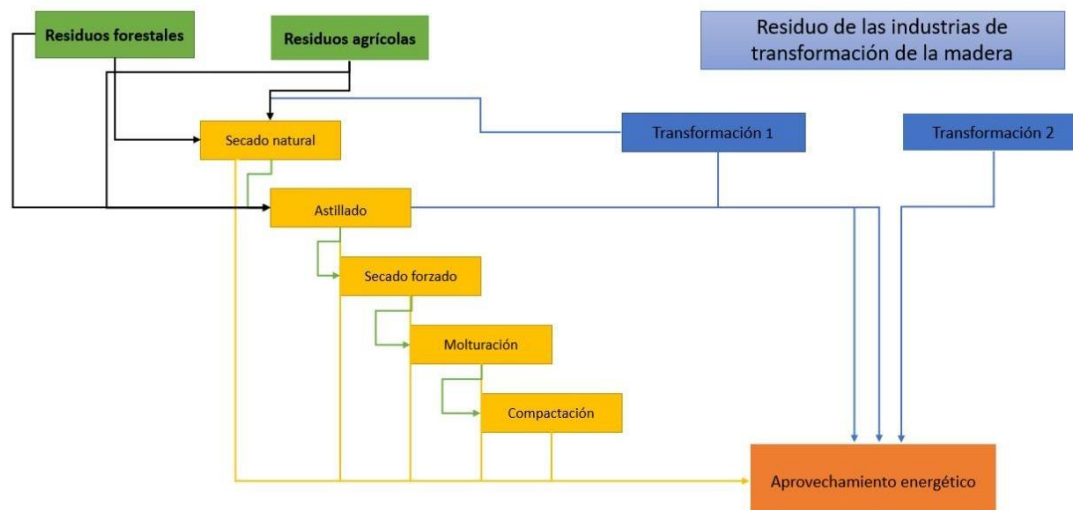 Residuos forestales
Residuos agrícolas
Residuo de las industrias de
transformación de la madera
Secado natural
Transformación 1
Transformación 2
Astillado
Secado forzado
Molturación
Compactación
Aprovechamiento energético